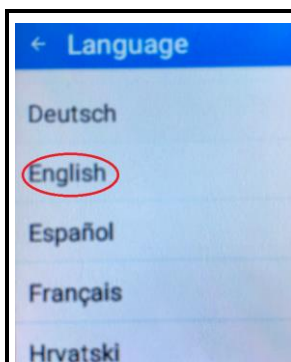 ← Language
Deutsch
English
Español
Français
Hrvatski